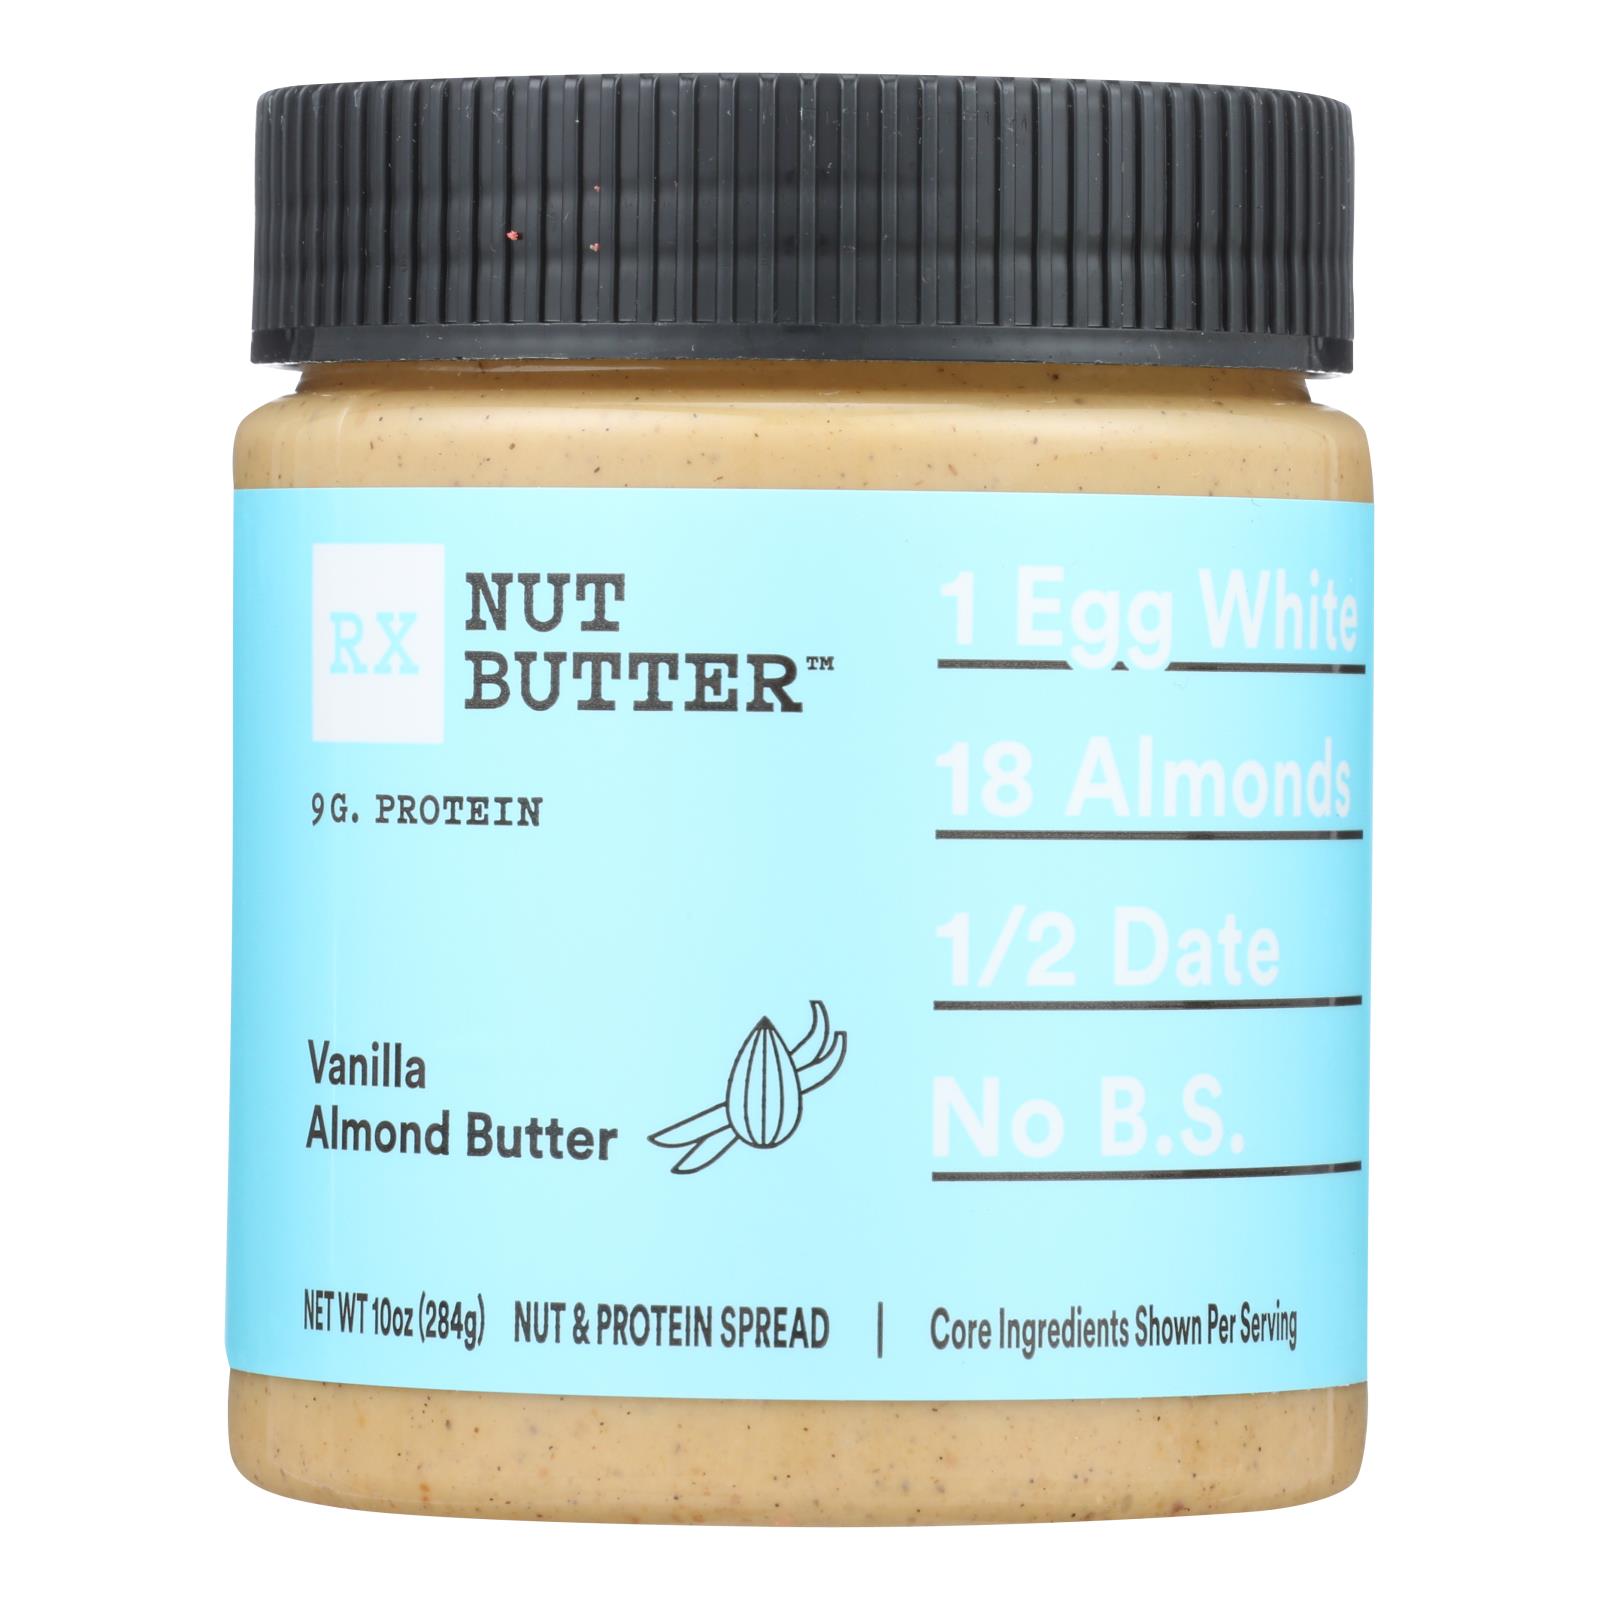 RX
NUT
BUTTER™
9 G. PROTEIN
Vanilla
Almond Butter
1 Egg White
18 Almonds
1/2 Date
No B.S.
NET WT 10oz (284g) NUT & PROTEIN SPREAD | Core Ingredients Shown Per Serving